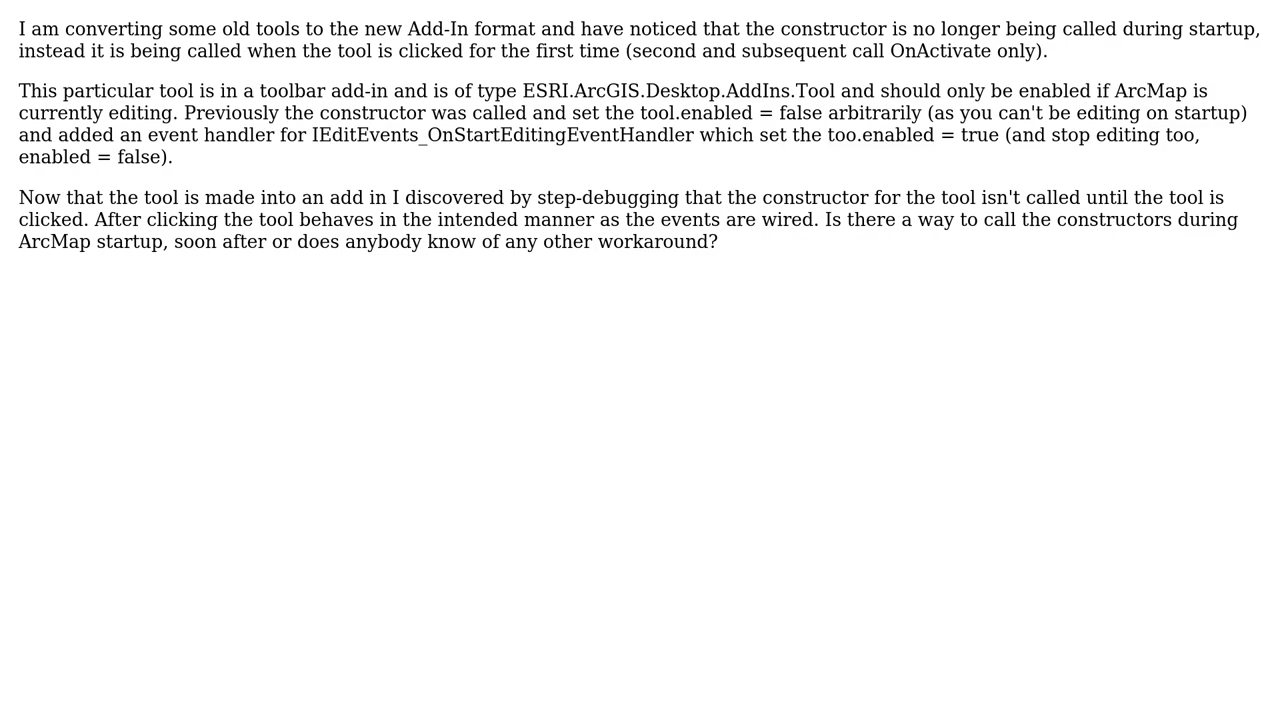 I am converting some old tools to the new Add-In format and have noticed that the constructor is no longer being called during startup,
instead it is being called when the tool is clicked for the first time (second and subsequent call OnActivate only).
This particular tool is in a toolbar add-in and is of type ESRI.ArcGIS.Desktop.AddIns.Tool and should only be enabled if ArcMap is
currently editing. Previously the constructor was called and set the tool.enabled = false arbitrarily (as you can't be editing on startup)
and added an event handler for IEditEvents_OnStartEditingEventHandler which set the too.enabled = true (and stop editing too,
enabled = false).
Now that the tool is made into an add in I discovered by step-debugging that the constructor for the tool isn't called until the tool is
clicked. After clicking the tool behaves in the intended manner as the events are wired. Is there a way to call the constructors during
ArcMap startup, soon after or does anybody know of any other workaround?